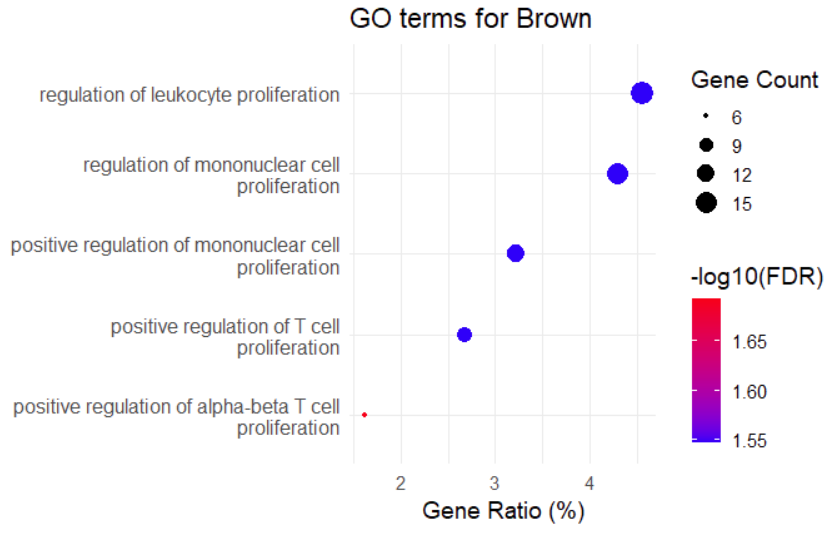 GO terms for Brown
regulation of leukocyte proliferation
regulation of mononuclear cell
proliferation
positive regulation of mononuclear cell
proliferation
positive regulation of T cell
proliferation
positive regulation of alpha-beta T cell
proliferation
2 3 4
Gene Ratio (%)
Gene Count
6
9
12
15
-log10(FDR)
1.65
1.60
1.55